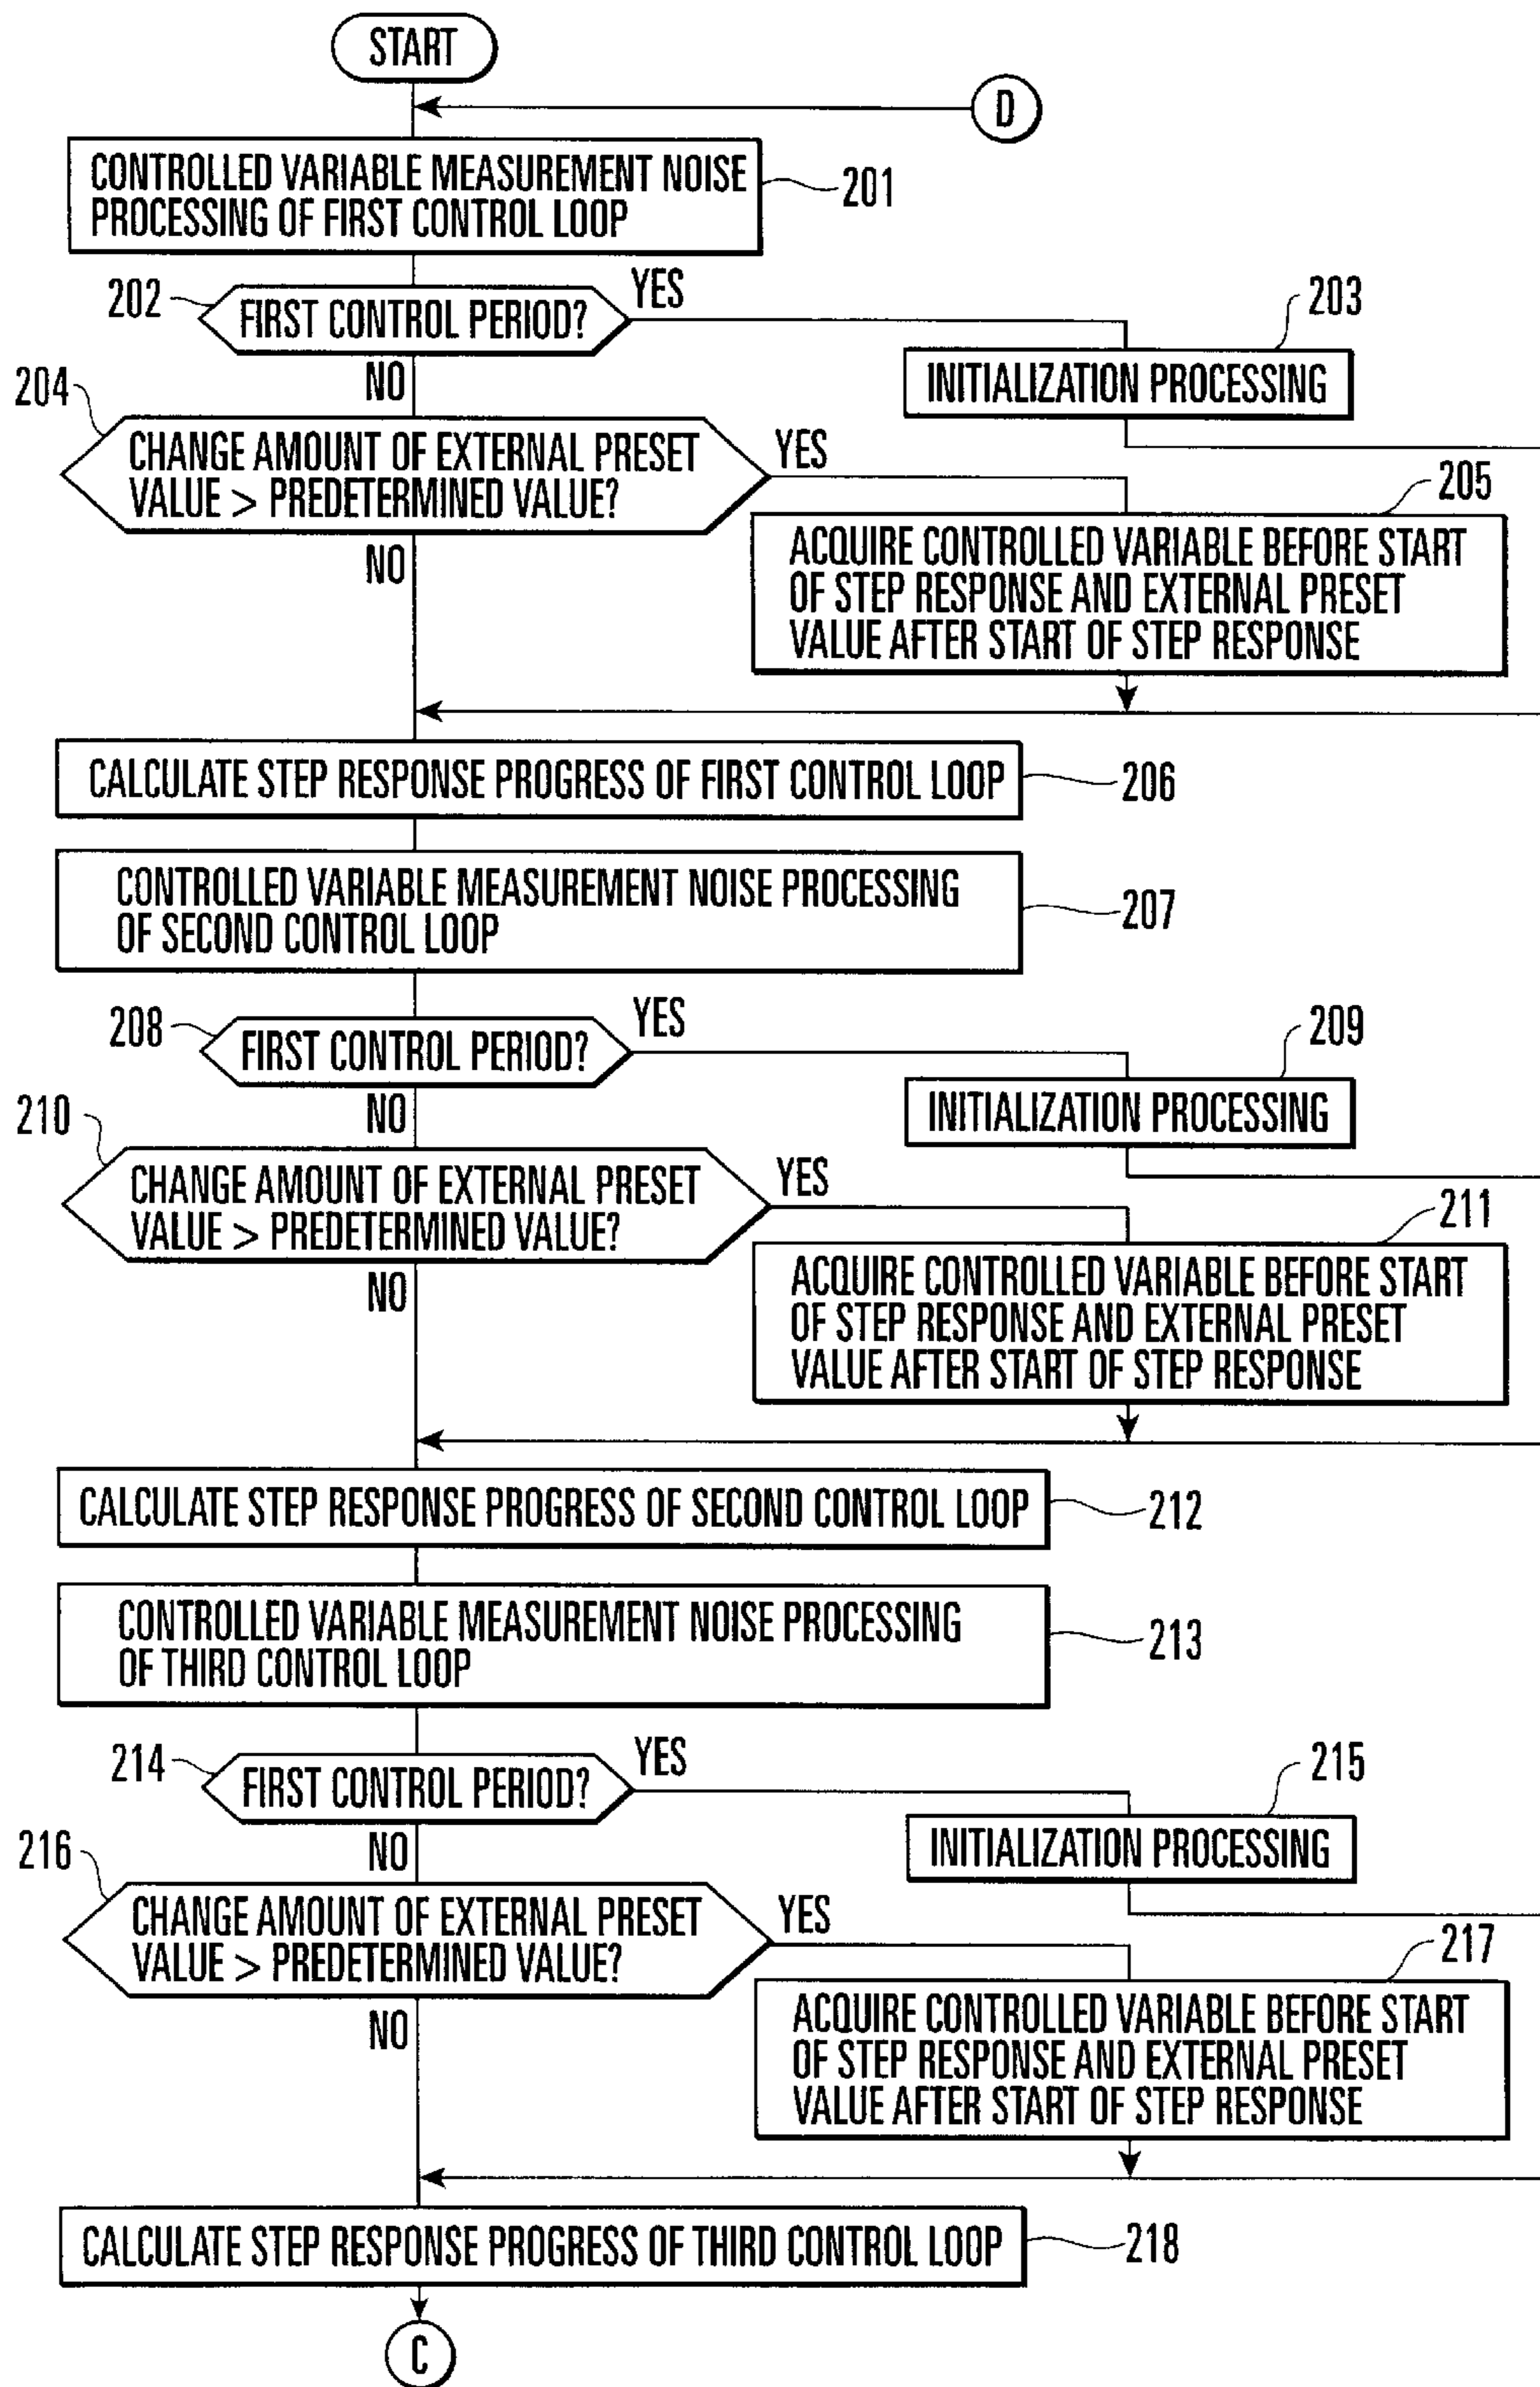 START
D
CONTROLLED VARIABLE MEASUREMENT NOISE
PROCESSING OF FIRST CONTROL LOOP
201
202
FIRST CONTROL PERIOD?
YES
203
NO
INITIALIZATION PROCESSING
204
CHANGE AMOUNT OF EXTERNAL PRESET
VALUE > PREDETERMINED VALUE?
YES
205
NO
ACQUIRE CONTROLLED VARIABLE BEFORE START
OF STEP RESPONSE AND EXTERNAL PRESET
VALUE AFTER START OF STEP RESPONSE
CALCULATE STEP RESPONSE PROGRESS OF FIRST CONTROL LOOP
206
CONTROLLED VARIABLE MEASUREMENT NOISE PROCESSING
OF SECOND CONTROL LOOP
207
208
FIRST CONTROL PERIOD?
YES
209
NO
INITIALIZATION PROCESSING
210
CHANGE AMOUNT OF EXTERNAL PRESET
VALUE > PREDETERMINED VALUE?
YES
211
NO
ACQUIRE CONTROLLED VARIABLE BEFORE START
OF STEP RESPONSE AND EXTERNAL PRESET
VALUE AFTER START OF STEP RESPONSE
CALCULATE STEP RESPONSE PROGRESS OF SECOND CONTROL LOOP
212
CONTROLLED VARIABLE MEASUREMENT NOISE PROCESSING
OF THIRD CONTROL LOOP
213
214
FIRST CONTROL PERIOD?
YES
215
NO
INITIALIZATION PROCESSING
216
CHANGE AMOUNT OF EXTERNAL PRESET
VALUE > PREDETERMINED VALUE?
YES
217
NO
ACQUIRE CONTROLLED VARIABLE BEFORE START
OF STEP RESPONSE AND EXTERNAL PRESET
VALUE AFTER START OF STEP RESPONSE
CALCULATE STEP RESPONSE PROGRESS OF THIRD CONTROL LOOP
218
C